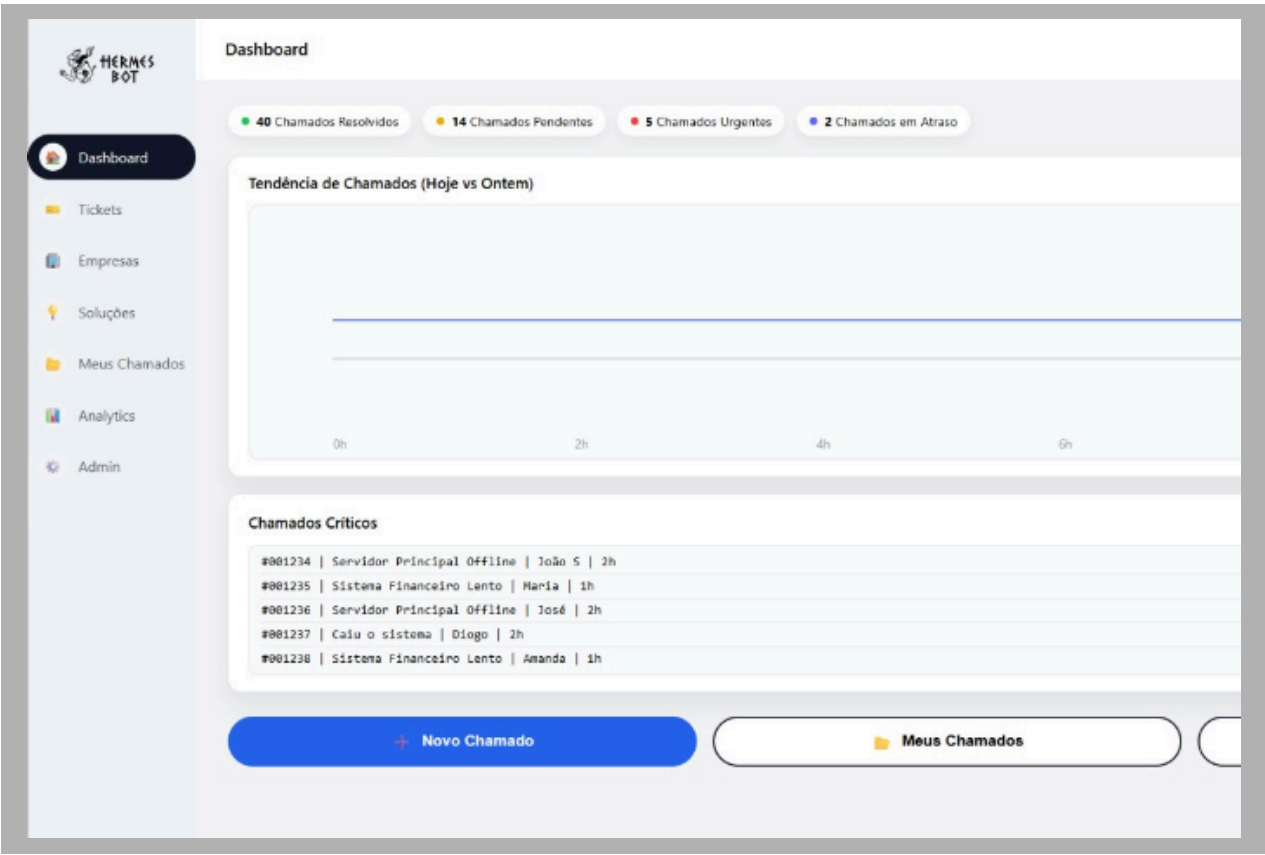 HERMES
BOT
Dashboard
40 Chamados Resolvidos
14 Chamados Pendentes
5 Chamados Urgentes
2 Chamados em Atraso
Dashboard
Tickets
Empresas
Soluções
Meus Chamados
Analytics
Admin
Tendência de Chamados (Hoje vs Ontem)
0h 2h 4h 6h
Chamados Críticos
#001234 | Servidor Principal Offline | João S | 2h
#001235 | Sistema Financeiro Lento | Maria | 1h
#001236 | Servidor Principal Offline | José | 2h
#001237 | Caiu o sistema | Diogo | 2h
#001238 | Sistema Financeiro Lento | Amanda | 1h
Novo Chamado
Meus Chamados